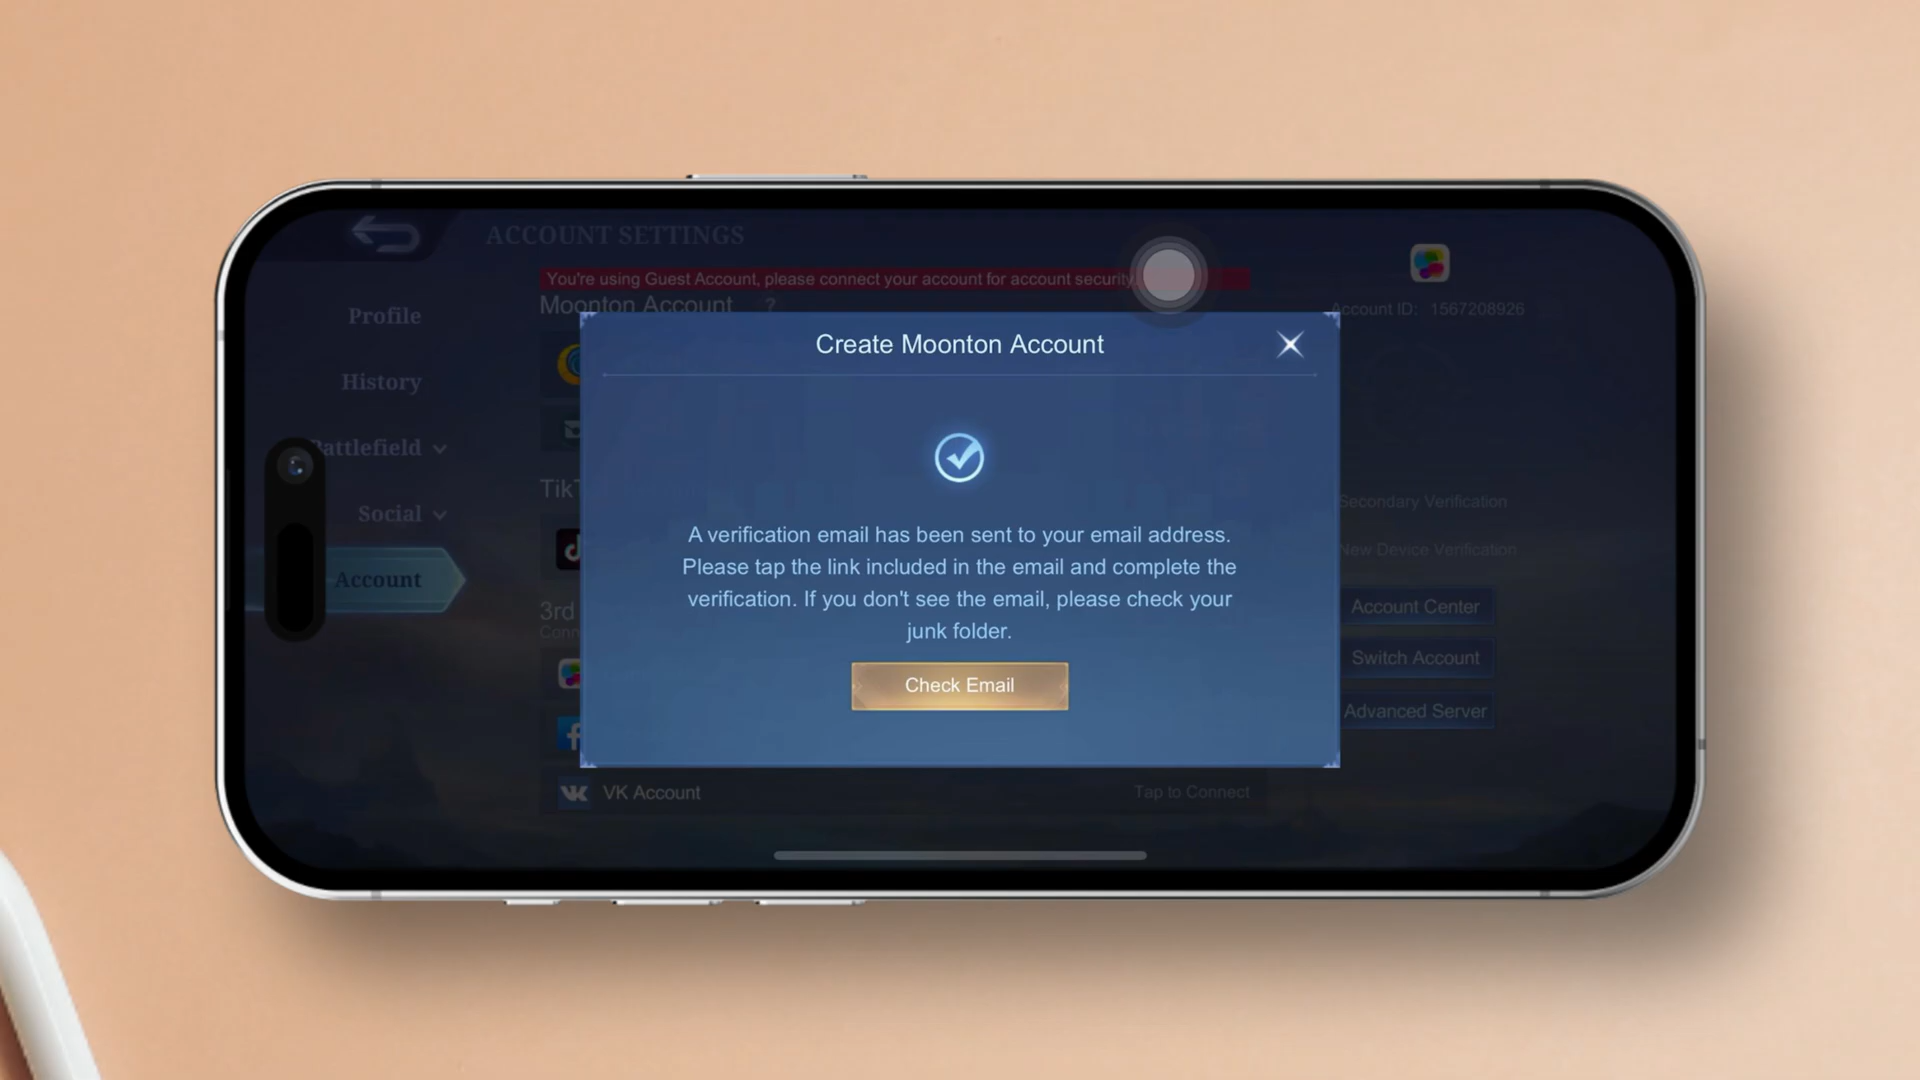 ACCOUNT SETTINGS
You're using Guest Account, please connect your account for account security.
Moonton Account ?
Account ID: 1567208926
Profile
History
Battlefield
Social
Account
Create Moonton Account
A verification email has been sent to your email address.
Please tap the link included in the email and complete the
verification. If you don't see the email, please check your
junk folder.
Check Email
TikT
3rd
Conn
Secondary Verification
New Device Verification
Account Center
Switch Account
Advanced Server
VK Account
Tap to Connect